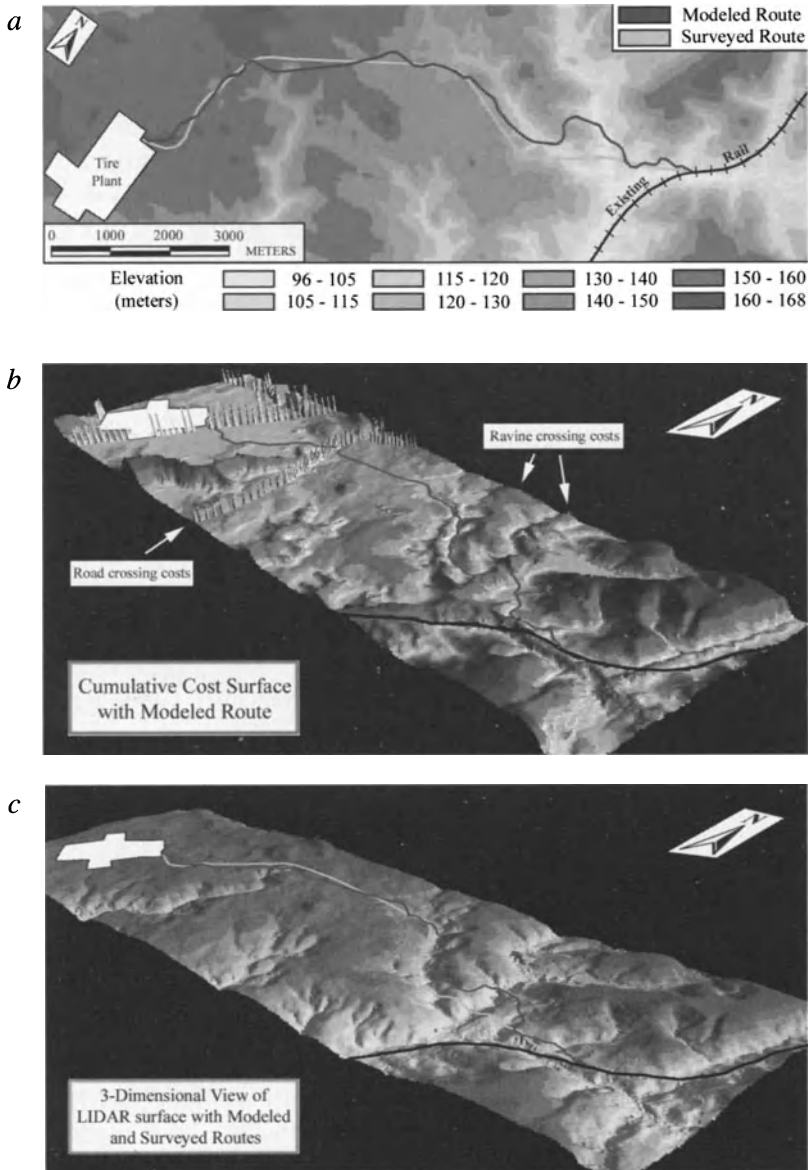 a
N
Modeled Route
Surveyed Route
Tire
Plant
Existing
Rail
0 1000 2000 3000
METERS
Elevation
(meters)
96 - 105
115 - 120
130 - 140
150 - 160
105 - 115
120 - 130
140 - 150
160 - 168
b
N
Ravine crossing costs
Road crossing costs
Cumulative Cost Surface
with Modeled Route
c
N
3-Dimensional View of
LIDAR surface with Modeled
and Surveyed Routes